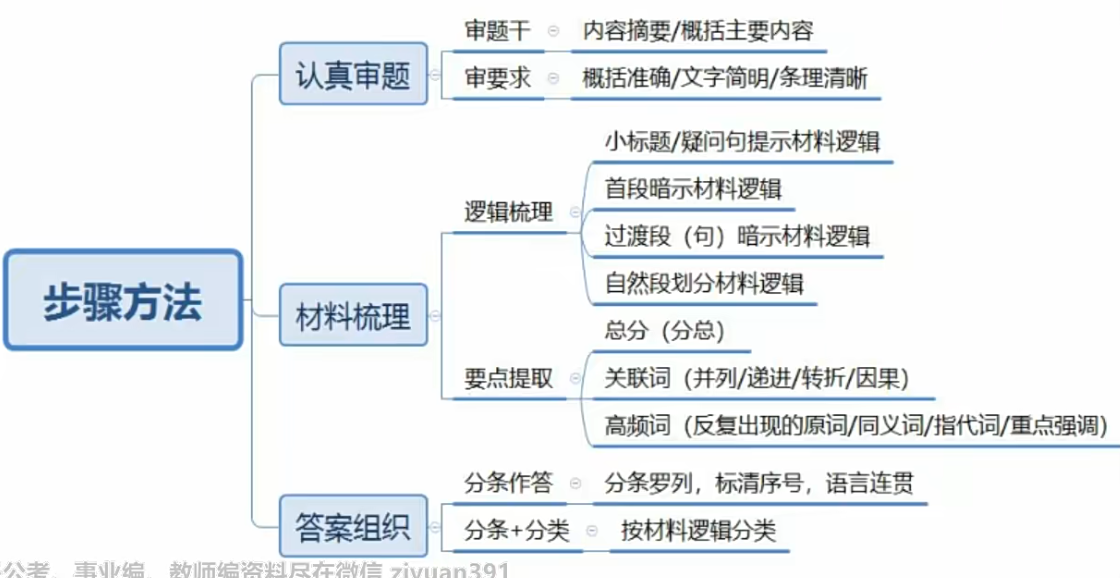 步骤方法
认真审题
审题干
内容摘要/概括主要内容
审要求
概括准确/文字简明/条理清晰
材料梳理
逻辑梳理
小标题/疑问句提示材料逻辑
首段暗示材料逻辑
过渡段（句）暗示材料逻辑
自然段划分材料逻辑
要点提取
总分（分总）
关联词（并列/递进/转折/因果）
高频词（反复出现的原词/同义词/指代词/重点强调）
答案组织
分条作答
分条罗列，标清序号，语言连贯
分条+分类
按材料逻辑分类
公考、事业编、教师编资料尽在微信 ziyuan391